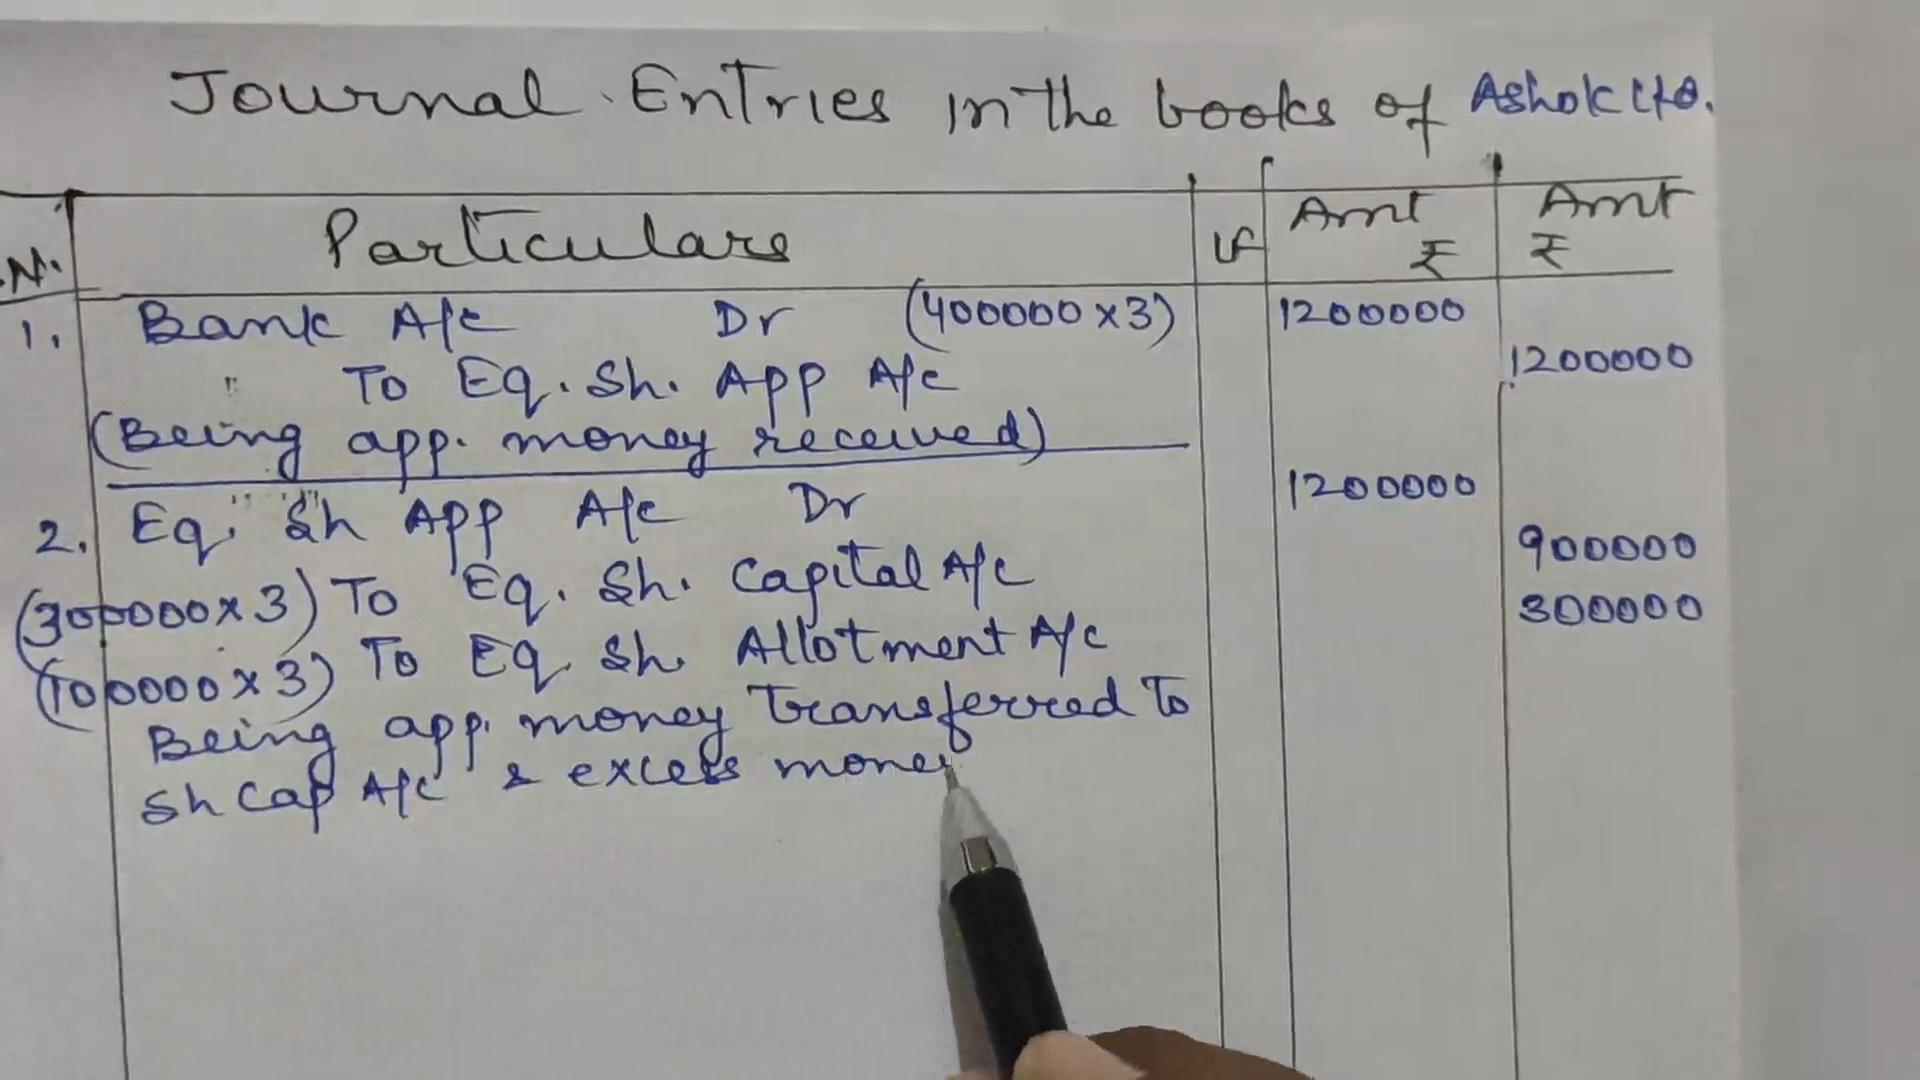 Journal Entries in the books of Ashok Ltd.
.N. Particulars LF Amt ₹ Amt ₹
1. Bank A/c Dr (400000 x 3) 1200000
To Eq. Sh. App A/c 1200000
(Being app. money received)
2. Eq. Sh App A/c Dr 1200000
(300000 x 3) To Eq. Sh. Capital A/c 900000
(100000 x 3) To Eq. Sh. Allotment A/c 300000
Being app. money transferred to
Sh Cap A/c & excess money